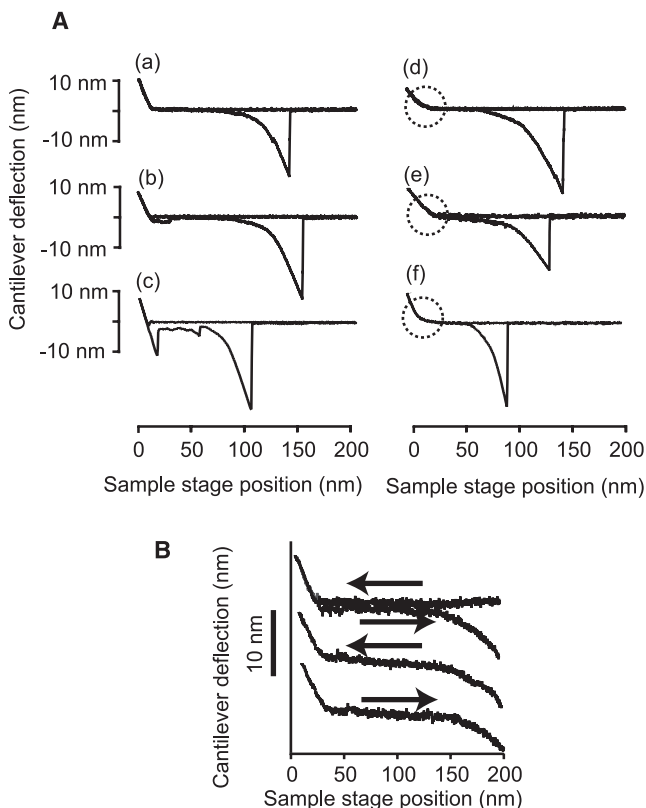 A
Cantilever deflection (nm)
(a)
10 nm
-10 nm
(b)
10 nm
-10 nm
(c)
10 nm
-10 nm
0 50 100 150 200
Sample stage position (nm)
(d)
(e)
(f)
0 50 100 150 200
Sample stage position (nm)
B
Cantilever deflection (nm)
10 nm
0 50 100 150 200
Sample stage position (nm)